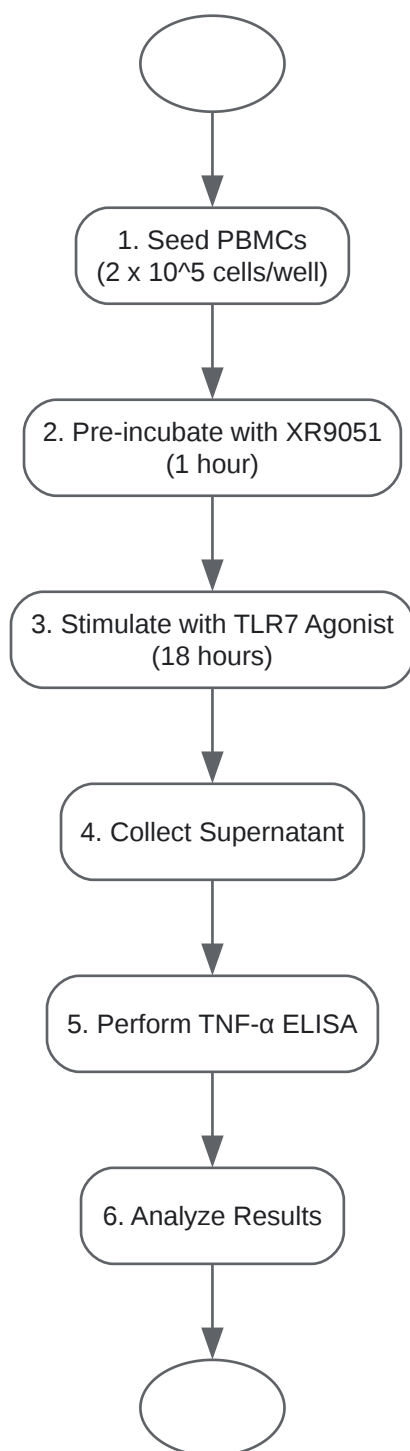 1. Seed PBMCs
(2 x 10^5 cells/well)
2. Pre-incubate with XR9051
(1 hour)
3. Stimulate with TLR7 Agonist
(18 hours)
4. Collect Supernatant
5. Perform TNF-α ELISA
6. Analyze Results